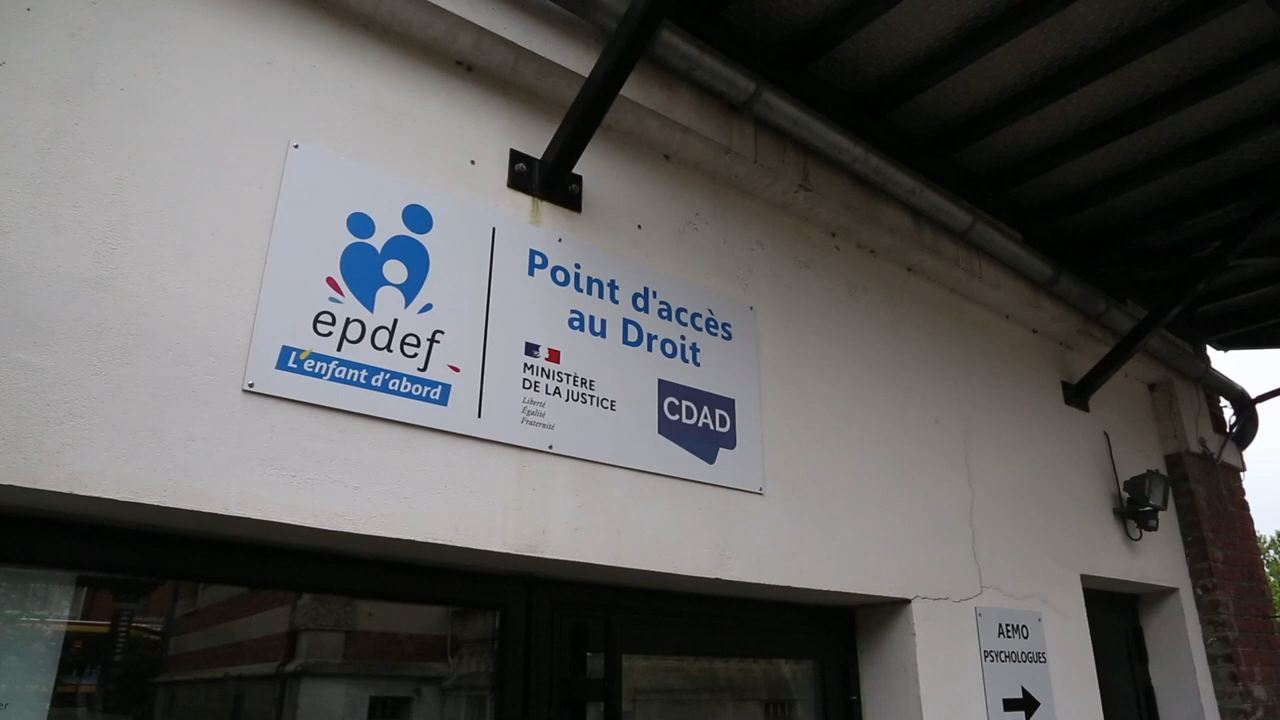 epdef
L'enfant d'abord
Point d'accès
au Droit
MINISTÈRE
DE LA JUSTICE
Liberté
Égalité
Fraternité
CDAD
AEMO
PSYCHOLOGUES